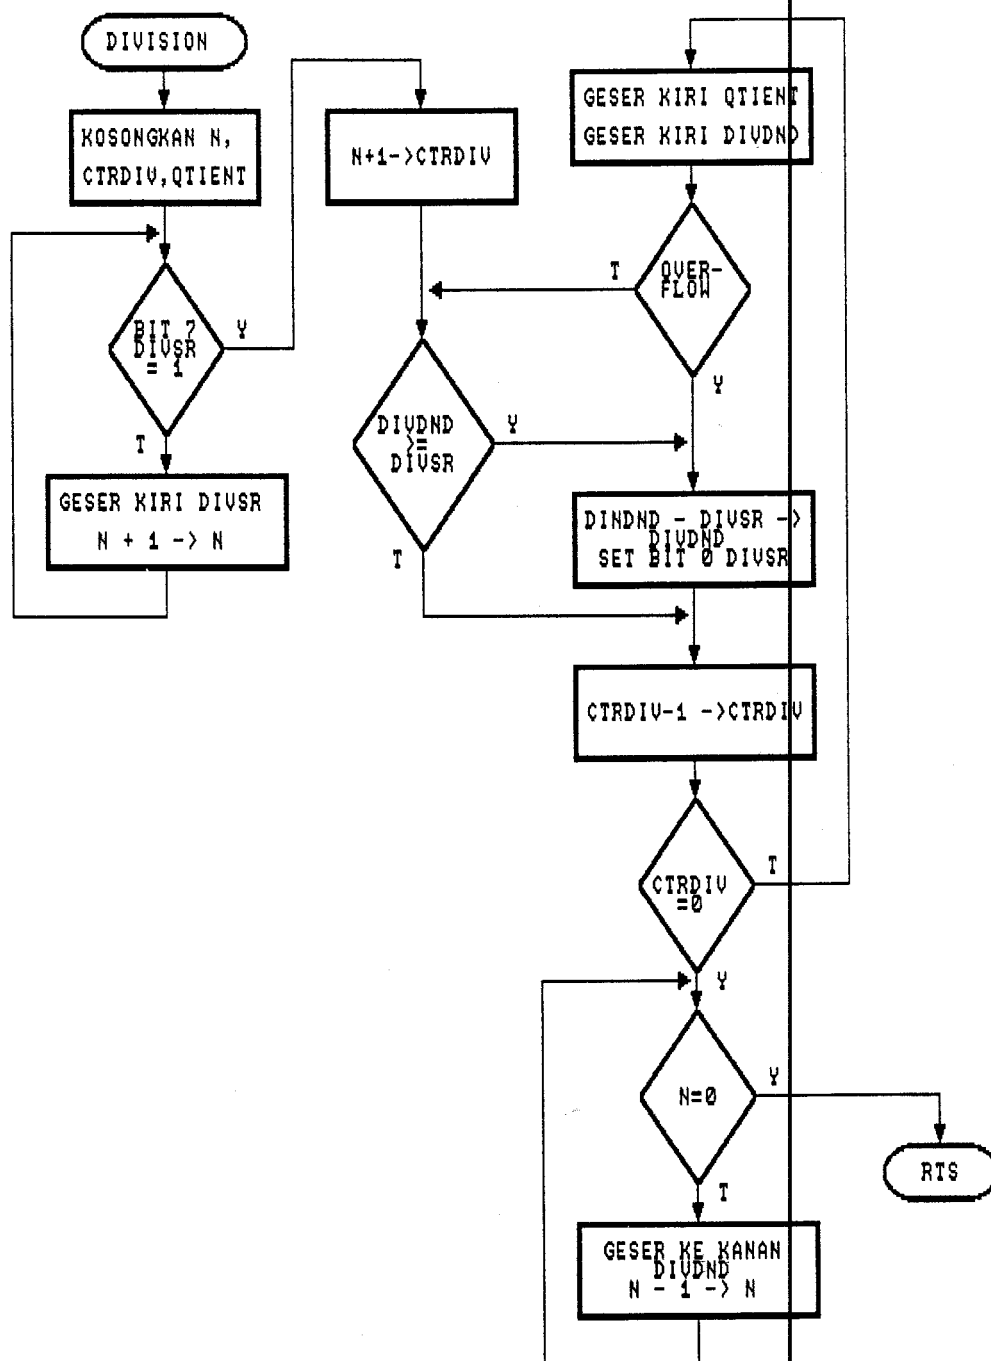 DIVISION
KOSONGKAN N,
CTRDIV,QTIENT
BIT 7
DIVSR
= 1
Y
T
GESER KIRI DIVSR
N + 1 -> N
N+1->CTRDIV
DIVDND
>=
DIVSR
Y
T
GESER KIRI QTIENT
GESER KIRI DIVDND
OVER-
FLOW
T
Y
DINDND - DIVSR ->
DIVDND
SET BIT 0 DIVSR
CTRDIV-1 ->CTRDIV
CTRDIV
=0
T
Y
N=0
Y
T
RTS
GESER KE KANAN
DIVDND
N - 1 -> N